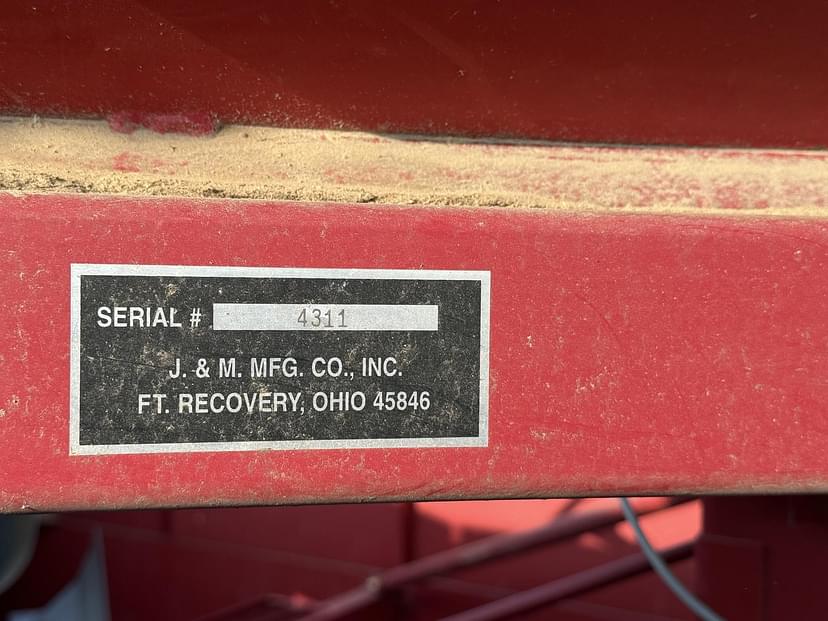 SERIAL # 4311
J. & M. MFG. CO., INC.
FT. RECOVERY, OHIO 45846